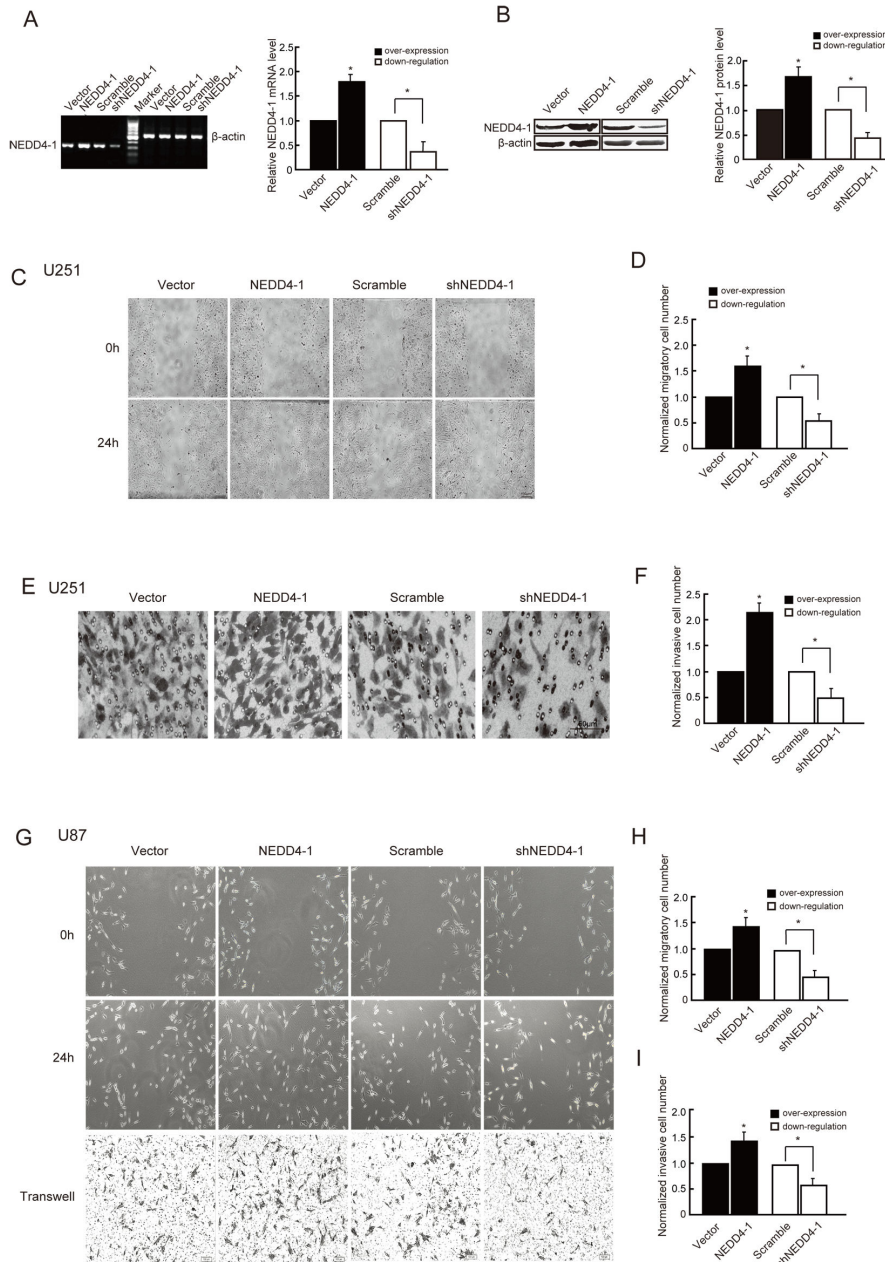 A
Vector
NEDD4-1
Scramble
shNEDD4-1
Marker
Vector
NEDD4-1
Scramble
shNEDD4-1
NEDD4-1
β-actin
Relative NEDD4-1 mRNA level
2.5
2.0
1.5
1.0
0.5
0
over-expression
down-regulation
*
*
Vector
NEDD4-1
Scramble
shNEDD4-1
B
Vector
NEDD4-1
Scramble
shNEDD4-1
NEDD4-1
β-actin
Relative NEDD4-1 protein level
2.0
1.5
1.0
0.5
0
over-expression
down-regulation
*
*
Vector
NEDD4-1
Scramble
shNEDD4-1
C U251
Vector NEDD4-1 Scramble shNEDD4-1
0h
24h
D
Normalized migratory cell number
2.5
2.0
1.5
1.0
0.5
0
over-expression
down-regulation
*
*
Vector
NEDD4-1
Scramble
shNEDD4-1
E U251
Vector NEDD4-1 Scramble shNEDD4-1
F
Normalized invasive cell number
2.5
2.0
1.5
1.0
0.5
0
over-expression
down-regulation
*
*
Vector
NEDD4-1
Scramble
shNEDD4-1
G U87
Vector NEDD4-1 Scramble shNEDD4-1
0h
24h
Transwell
H
Normalized migratory cell number
2.0
1.5
1.0
0.5
0
over-expression
down-regulation
*
*
Vector
NEDD4-1
Scramble
shNEDD4-1
I
Normalized invasive cell number
2.0
1.5
1.0
0.5
0
over-expression
down-regulation
*
*
Vector
NEDD4-1
Scramble
shNEDD4-1